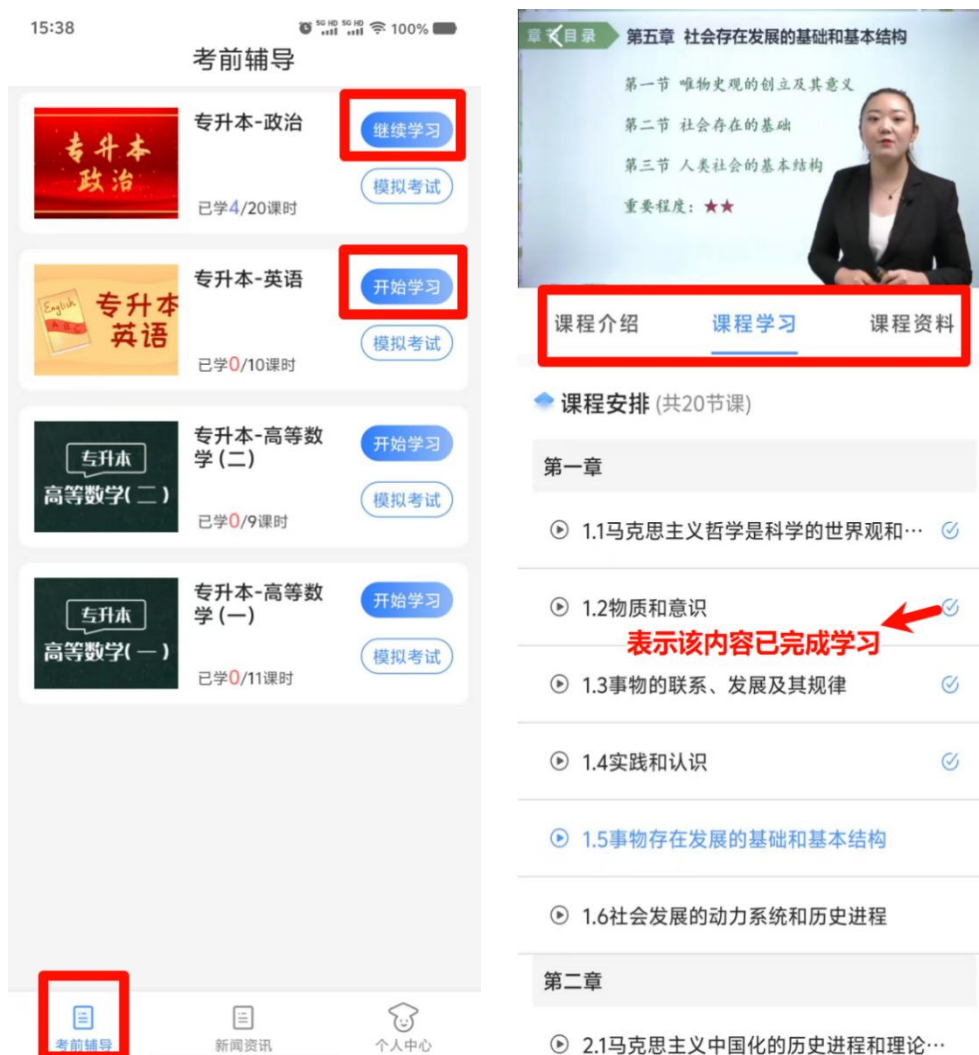 15:38
5G HD 5G HD 100%
考前辅导
专升本
政治
专升本-政治
继续学习
模拟考试
已学4/20课时
English
ABC
专升本
英语
专升本-英语
开始学习
模拟考试
已学0/10课时
专升本
高等数学(二)
专升本-高等数
学(二)
开始学习
模拟考试
已学0/9课时
专升本
高等数学(一)
专升本-高等数
学(一)
开始学习
模拟考试
已学0/11课时
考前辅导
新闻资讯
个人中心
章节目录
第五章 社会存在发展的基础和基本结构
第一节 唯物史观的创立及其意义
第二节 社会存在的基础
第三节 人类社会的基本结构
重要程度：★★
课程介绍 课程学习 课程资料
课程安排 (共20节课)
第一章
1.1马克思主义哲学是科学的世界观和…
1.2物质和意识
表示该内容已完成学习
1.3事物的联系、发展及其规律
1.4实践和认识
1.5事物存在发展的基础和基本结构
1.6社会发展的动力系统和历史进程
第二章
2.1马克思主义中国化的历史进程和理论…